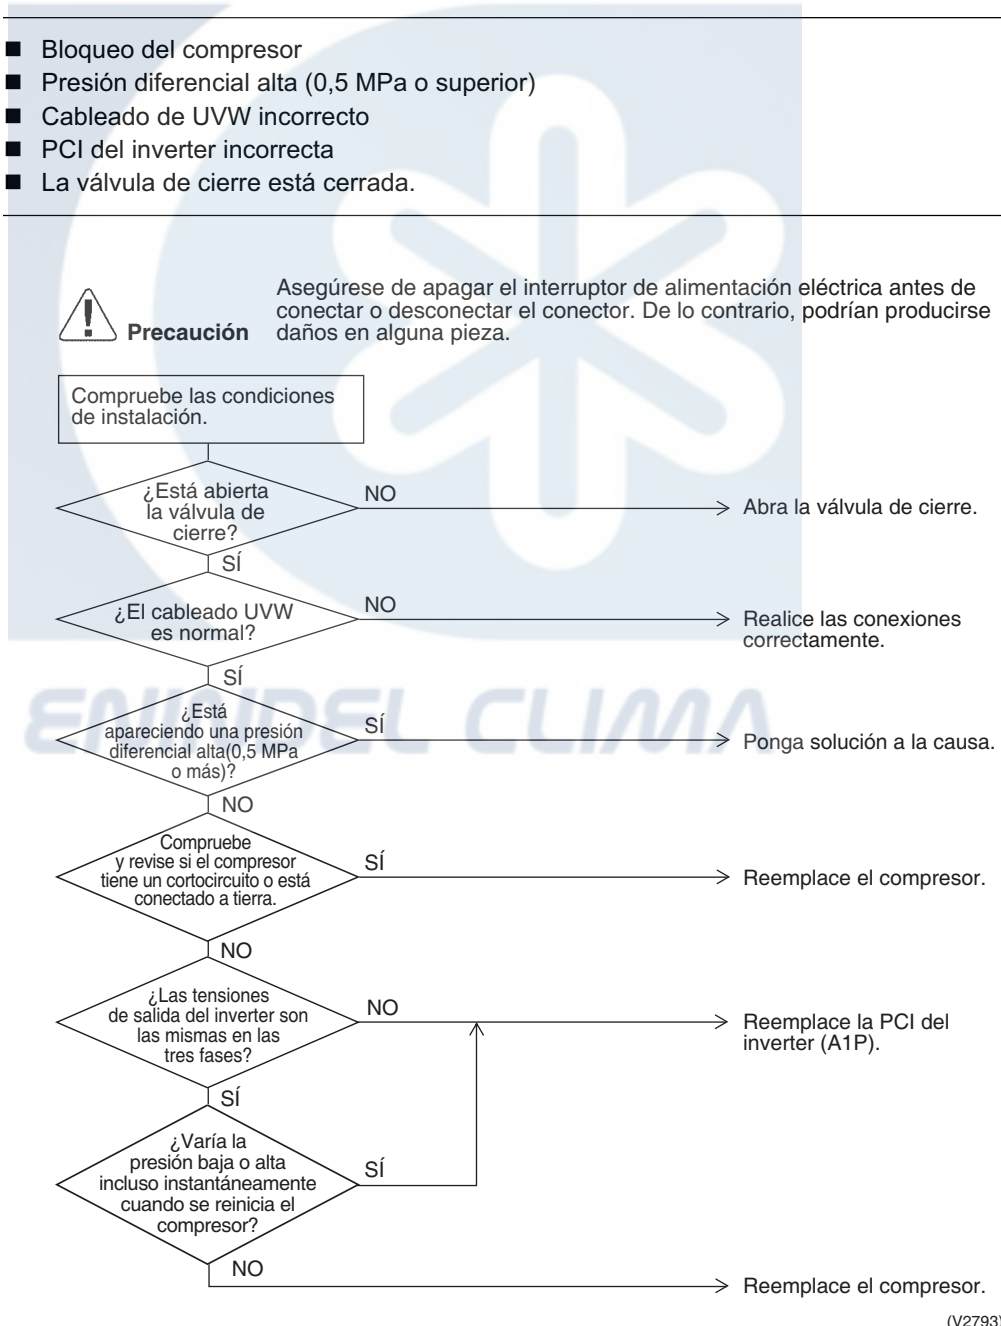 ■ Bloqueo del compresor
■ Presión diferencial alta (0,5 MPa o superior)
■ Cableado de UVW incorrecto
■ PCI del inverter incorrecta
■ La válvula de cierre está cerrada.
Asegúrese de apagar el interruptor de alimentación eléctrica antes de
conectar o desconectar el conector. De lo contrario, podrían producirse
Precaución daños en alguna pieza.
Compruebe las condiciones
de instalación.
¿Está abierta
la válvula de
cierre?
NO
Abra la válvula de cierre.
SÍ
¿El cableado UVW
es normal?
NO
Realice las conexiones
correctamente.
SÍ
ENINDEL CLIMA
¿Está
apareciendo una presión
diferencial alta(0,5 MPa
o más)?
SÍ
Ponga solución a la causa.
NO
Compruebe
y revise si el compresor
tiene un cortocircuito o está
conectado a tierra.
SÍ
Reemplace el compresor.
NO
¿Las tensiones
de salida del inverter son
las mismas en las
tres fases?
NO
Reemplace la PCI del
inverter (A1P).
SÍ
¿Varía la
presión baja o alta
incluso instantáneamente
cuando se reinicia el
compresor?
SÍ
NO
Reemplace el compresor.
(V2793)